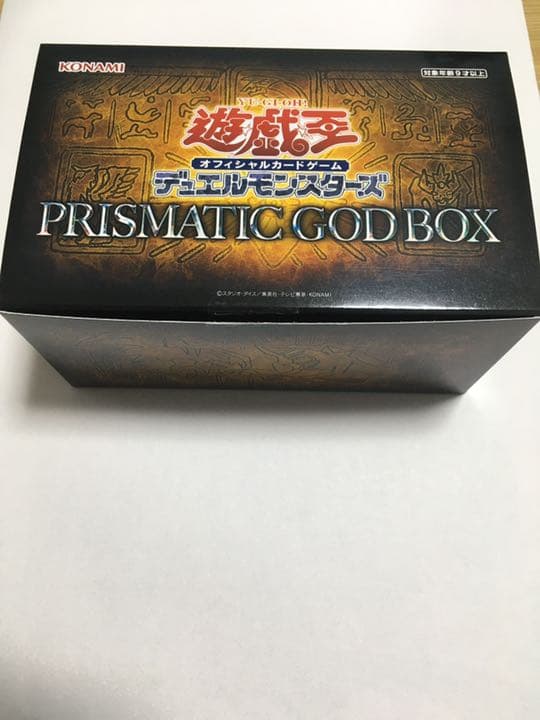 KONAMI
対象年齢9才以上
YU-GI-OH!
遊戯王
オフィシャルカードゲーム
デュエルモンスターズ
PRISMATIC GOD BOX
©スタジオ・ダイス/集英社・テレビ東京・KONAMI